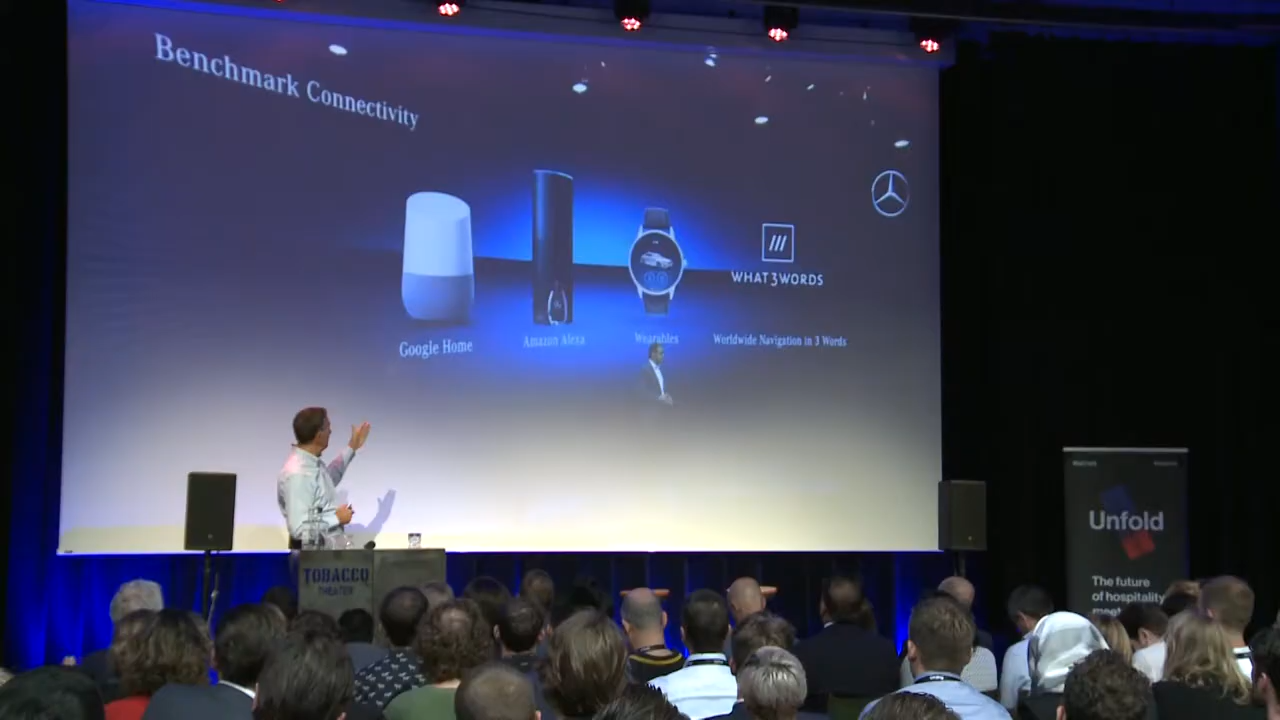 Benchmark Connectivity
WHAT3WORDS
Google Home
Amazon Alexa
Wearables
Worldwide Navigation in 3 Words
TOBACCO
THEATER
Unfold
The future
of hospitality
meet